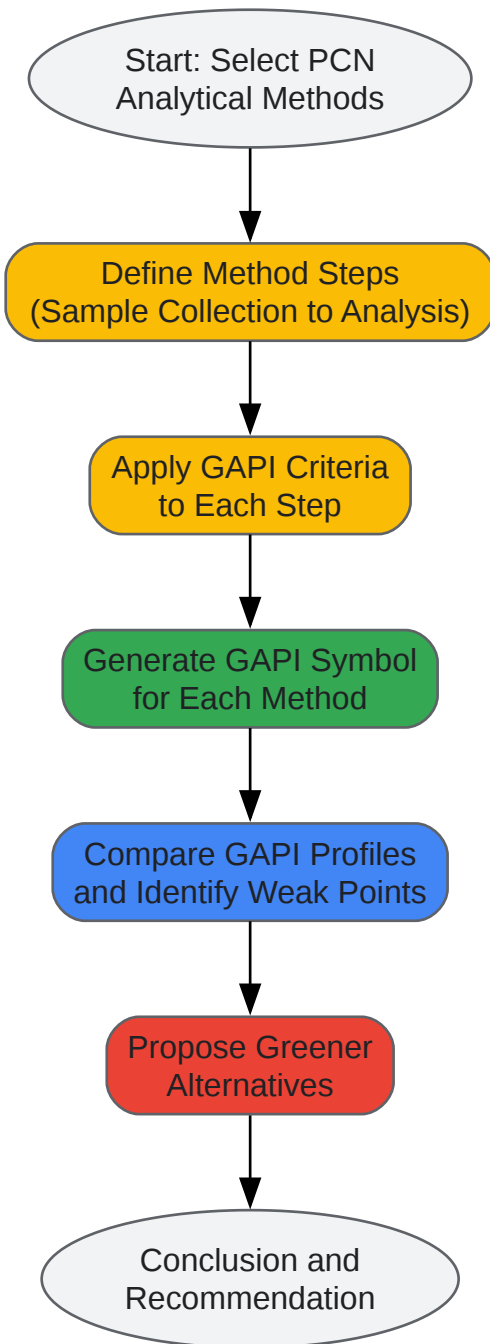 Start: Select PCN
Analytical Methods
Define Method Steps
(Sample Collection to Analysis)
Apply GAPI Criteria
to Each Step
Generate GAPI Symbol
for Each Method
Compare GAPI Profiles
and Identify Weak Points
Propose Greener
Alternatives
Conclusion and
Recommendation